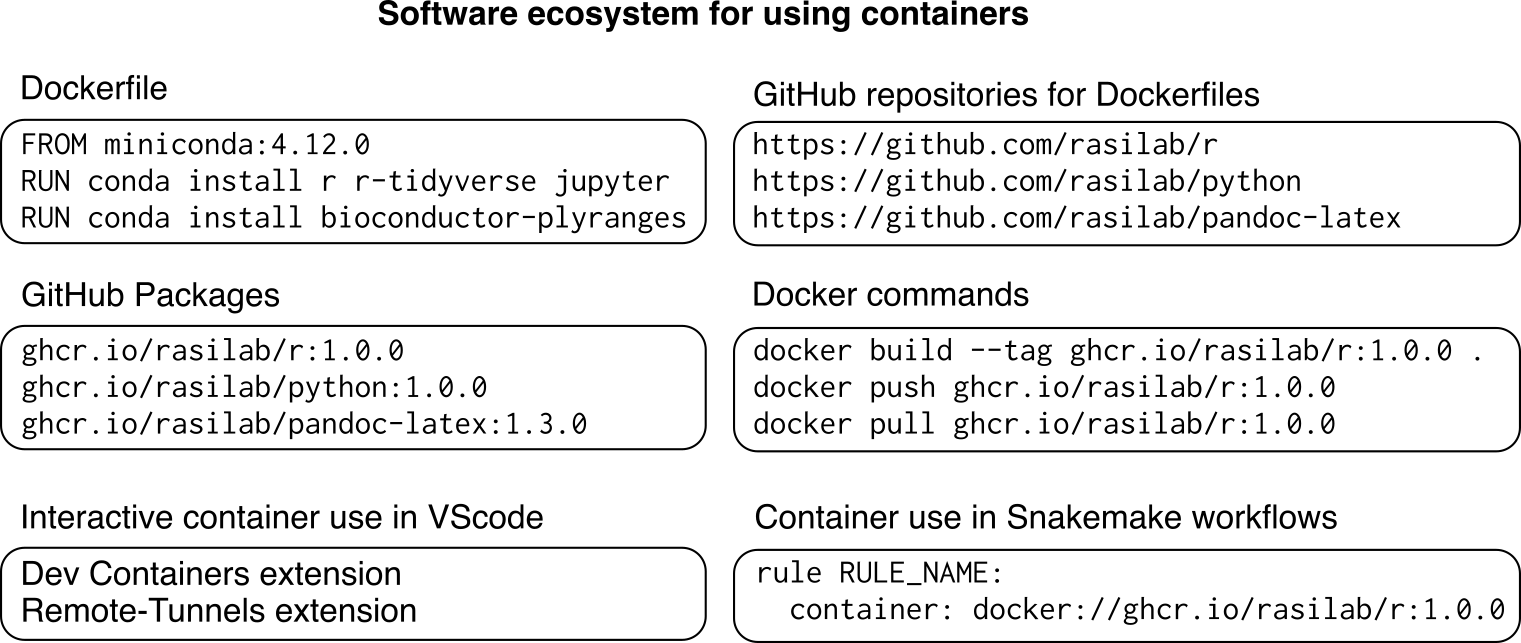 Software ecosystem for using containers
Dockerfile
FROM miniconda:4.12.0
RUN conda install r r-tidyverse jupyter
RUN conda install bioconductor-plyranges
GitHub repositories for Dockerfiles
https://github.com/rasilab/r
https://github.com/rasilab/python
https://github.com/rasilab/pandoc-latex
GitHub Packages
ghcr.io/rasilab/r:1.0.0
ghcr.io/rasilab/python:1.0.0
ghcr.io/rasilab/pandoc-latex:1.3.0
Docker commands
docker build --tag ghcr.io/rasilab/r:1.0.0 .
docker push ghcr.io/rasilab/r:1.0.0
docker pull ghcr.io/rasilab/r:1.0.0
Interactive container use in VScode
Dev Containers extension
Remote-Tunnels extension
Container use in Snakemake workflows
rule RULE_NAME:
  container: docker://ghcr.io/rasilab/r:1.0.0